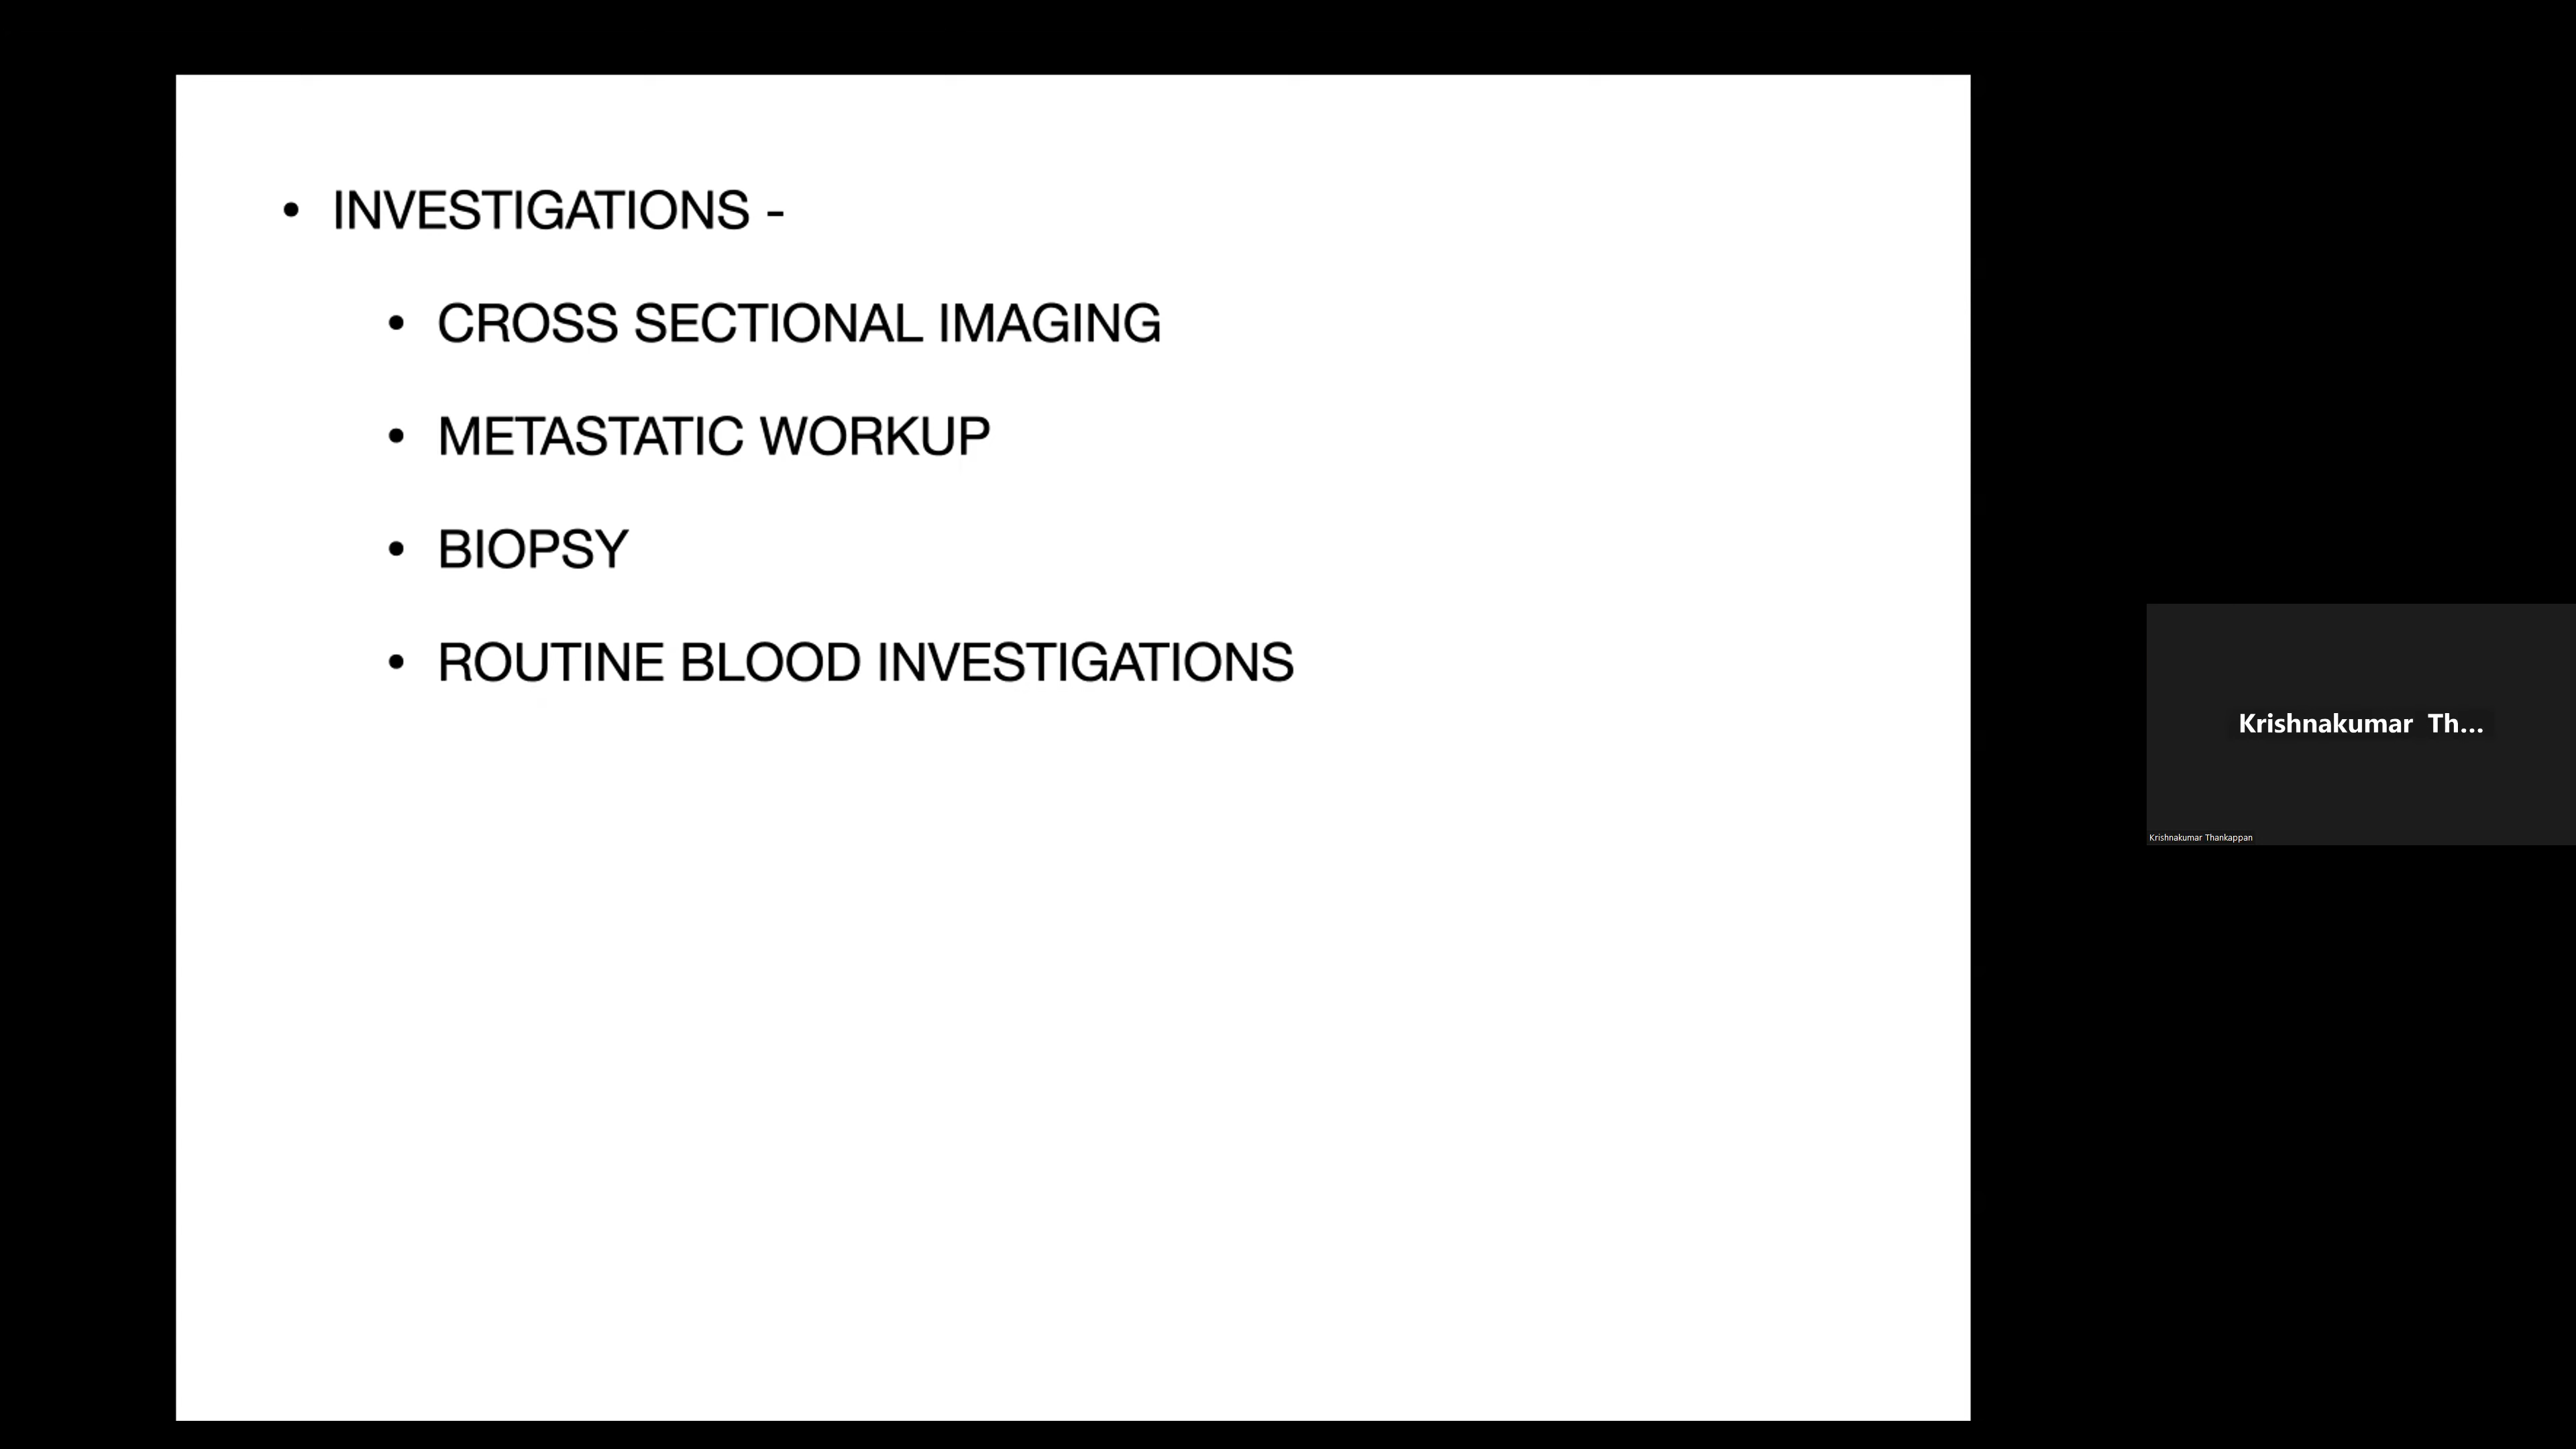 • INVESTIGATIONS -
• CROSS SECTIONAL IMAGING
• METASTATIC WORKUP
• BIOPSY
• ROUTINE BLOOD INVESTIGATIONS
Krishnakumar Th...
Krishnakumar Thankappan